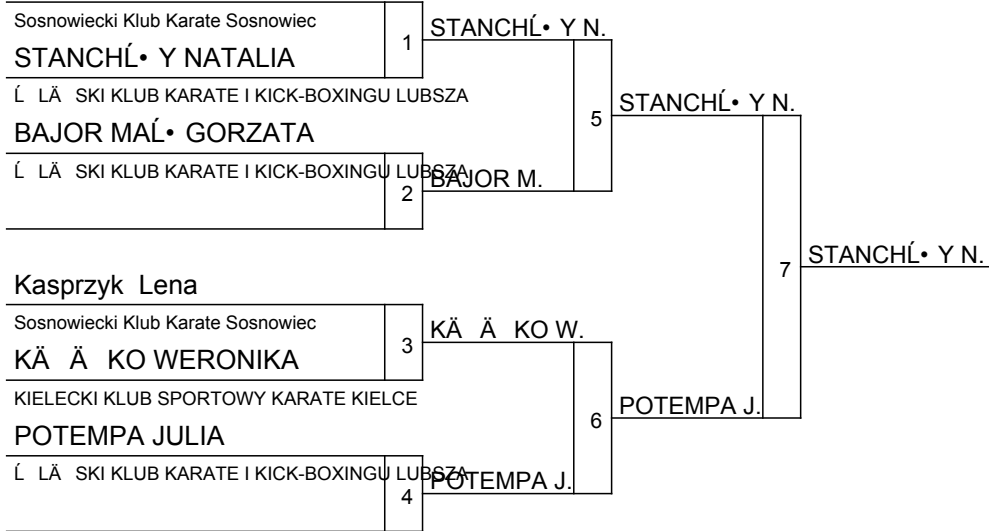 Sosnowiecki Klub Karate Sosnowiec
1
STANCHĹ• Y N.
STANCHĹ• Y NATALIA
Ĺ LÄ SKI KLUB KARATE I KICK-BOXINGU LUBSZA
5
STANCHĹ• Y N.
BAJOR MAĹ• GORZATA
Ĺ LÄ SKI KLUB KARATE I KICK-BOXINGU LUBSZA
2
BAJOR M.
7
STANCHĹ• Y N.
Kasprzyk Lena
Sosnowiecki Klub Karate Sosnowiec
3
KÄ Ä KO W.
KÄ Ä KO WERONIKA
KIELECKI KLUB SPORTOWY KARATE KIELCE
6
POTEMPA J.
POTEMPA JULIA
Ĺ LÄ SKI KLUB KARATE I KICK-BOXINGU LUBSZA
4
POTEMPA J.